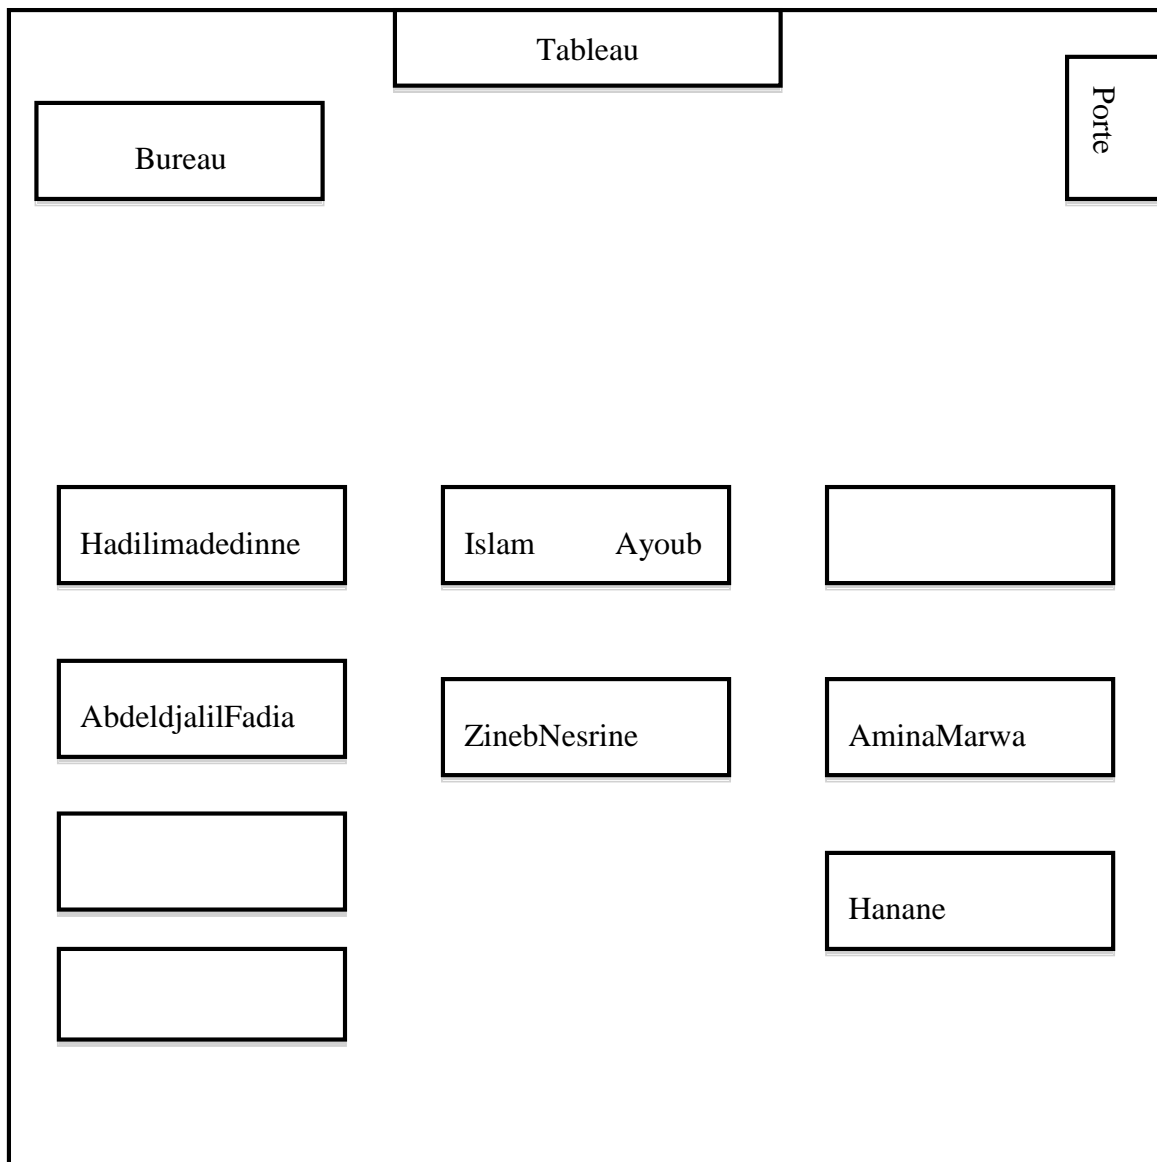 Tableau
Porte
Bureau
Hadilimadedinne
Islam Ayoub
AbdeldjalilFadia
ZinebNesrine
AminaMarwa
Hanane